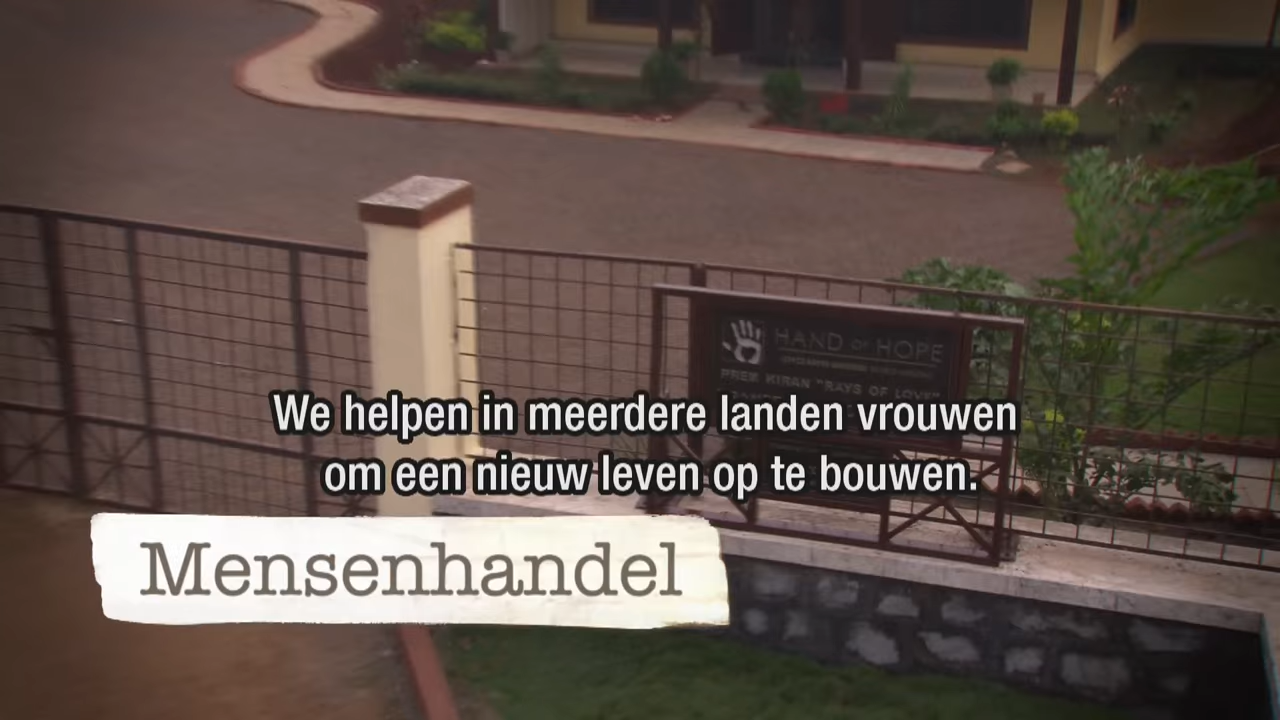 HAND OF HOPE
PREM KIRAN "RAYS OF LOVE"
We helpen in meerdere landen vrouwen
om een nieuw leven op te bouwen.
Mensenhandel